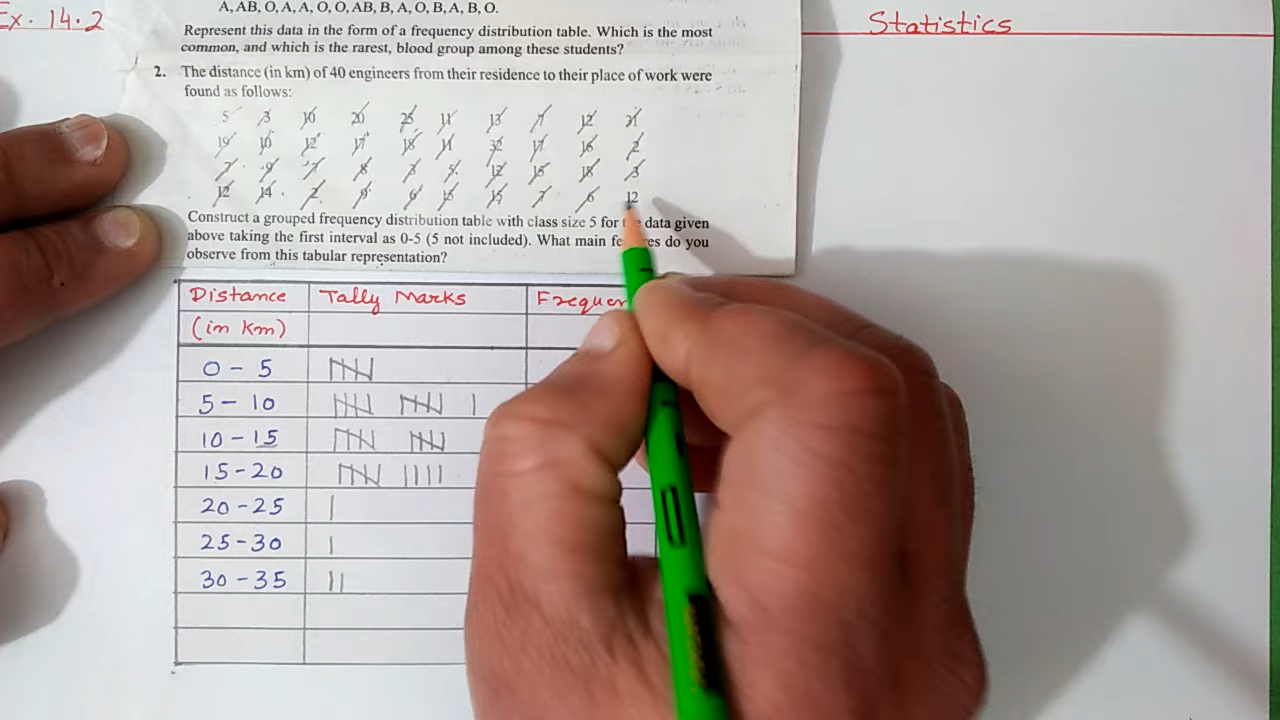 Ex. 14.2
Statistics
A, AB, O, A, A, O, O, AB, B, A, O, B, A, B, O.
Represent this data in the form of a frequency distribution table. Which is the most
common, and which is the rarest, blood group among these students?
2. The distance (in km) of 40 engineers from their residence to their place of work were
found as follows:
5 3 10 20 25 11 13 7 12 31
19 10 12 17 18 11 32 17 16 2
7 9 7 8 3 5 12 15 18 3
12 14 2 9 6 15 15 7 6 12
Construct a grouped frequency distribution table with class size 5 for data given
above taking the first interval as 0-5 (5 not included). What main do you
observe from this tabular representation?
Distance Tally Marks
(in km)
0 - 5
5 - 10
10 - 15
15 - 20
20 - 25
25 - 30
30 - 35